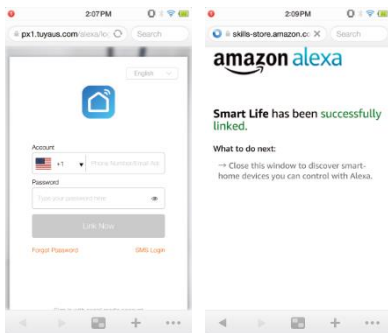 2:07PM
px1.tuyaus.com/alexa/lo
Search
English
Account
+1
Phone Number/Email Ad
Password
Type your password here
Link Now
Forgot Password
SMS Login
2:09PM
skills-store.amazon.c
Search
amazon alexa
Smart Life has been successfully
linked.
What to do next:
→ Close this window to discover smart-
home devices you can control with Alexa.